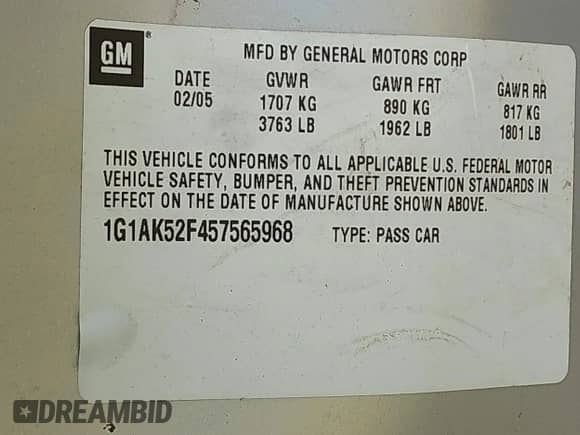 GM ®
MFD BY GENERAL MOTORS CORP
DATE GVWR GAWR FRT GAWR RR
02/05 1707 KG 890 KG 817 KG
3763 LB 1962 LB 1801 LB
THIS VEHICLE CONFORMS TO ALL APPLICABLE U.S. FEDERAL MOTOR
VEHICLE SAFETY, BUMPER, AND THEFT PREVENTION STANDARDS IN
EFFECT ON THE DATE OF MANUFACTURE SHOWN ABOVE.
1G1AK52F457565968 TYPE: PASS CAR
DREAMBID